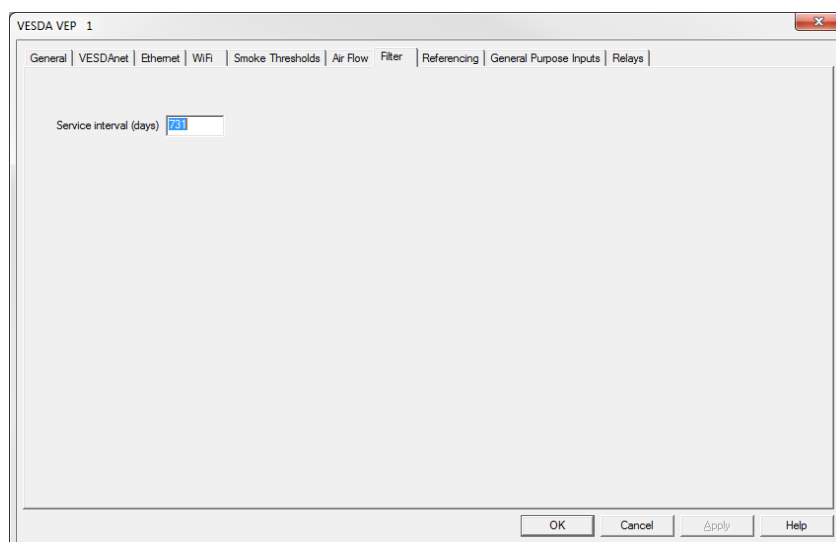 VESDA VEP 1
General VESDAnet Ethernet WiFi Smoke Thresholds Air Flow Filter Referencing General Purpose Inputs Relays
Service interval (days) 731
OK Cancel Apply Help